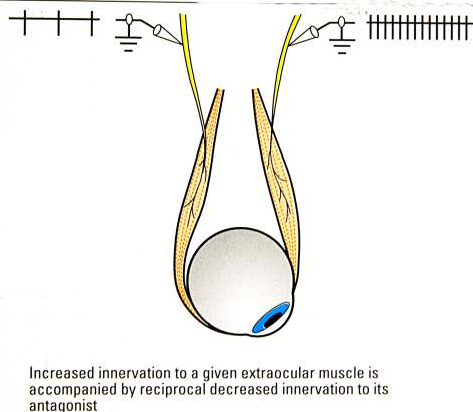 Increased innervation to a given extraocular muscle is
accompanied by reciprocal decreased innervation to its
antagonist